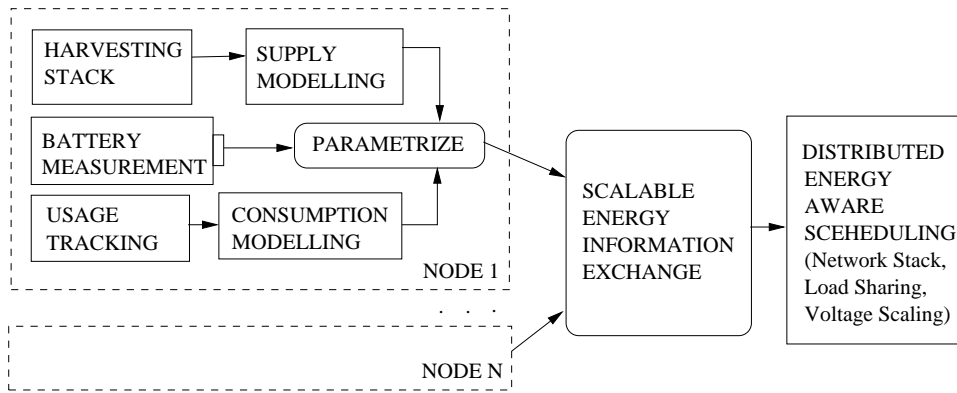 HARVESTING
STACK
SUPPLY
MODELLING
BATTERY
MEASUREMENT
PARAMETRIZE
USAGE
TRACKING
CONSUMPTION
MODELLING
NODE 1
. . .
NODE N
SCALABLE
ENERGY
INFORMATION
EXCHANGE
DISTRIBUTED
ENERGY
AWARE
SCEHEDULING
(Network Stack,
Load Sharing,
Voltage Scaling)